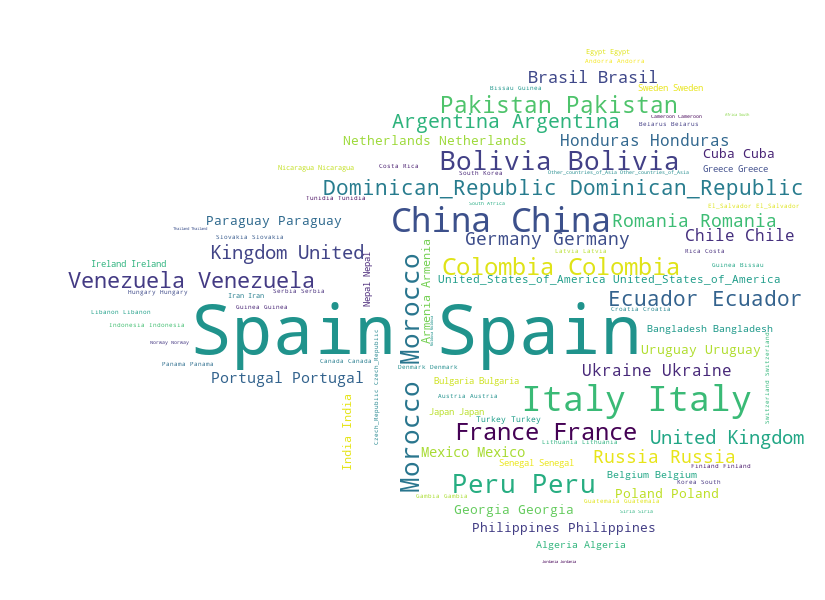 Egypt Egypt
Andorra Andorra
Brasil Brasil
Bissau Guinea
Sweden Sweden
Pakistan Pakistan
Argentina Argentina
Cameroon Cameroon
Africa South
Belarus Belarus
Netherlands Netherlands
Honduras Honduras
Bolivia Bolivia
Cuba Cuba
Nicaragua Nicaragua
Costa Rica
South Korea
Other_countries_of_Asia Other_countries_of_Asia
Greece Greece
Dominican_Republic Dominican_Republic
Tunidia Tunidia
South Africa
El_Salvador El_Salvador
Paraguay Paraguay
China China
Romania Romania
Thailand Thailand
Slovakia Slovakia
Germany Germany
Chile Chile
Kingdom United
Latvia Latvia
Rica Costa
Ireland Ireland
Nepal Nepal
Armenia Armenia
Colombia Colombia
Guinea Bissau
Venezuela Venezuela
United_States_of_America United_States_of_America
Hungary Hungary
Serbia Serbia
Iran Iran
Ecuador Ecuador
Libanon Libanon
Guinea Guinea
Croatia Croatia
Morocco Morocco
Spain Spain
Indonesia Indonesia
Bangladesh Bangladesh
Norway Norway
Uruguay Uruguay
Panama Panama
Canada Canada
Czech_Republic Czech_Republic
Switzerland Switzerland
Denmark Denmark
Ukraine Ukraine
Portugal Portugal
Bulgaria Bulgaria
Austria Austria
Italy Italy
India India
Japan Japan
Turkey Turkey
France France
United Kingdom
Lithuania Lithuania
Mexico Mexico
Senegal Senegal
Russia Russia
Finland Finland
Peru Peru
Belgium Belgium
Korea South
Gambia Gambia
Poland Poland
Guatemala Guatemala
Georgia Georgia
Siria Siria
Philippines Philippines
Algeria Algeria
Jordania Jordania